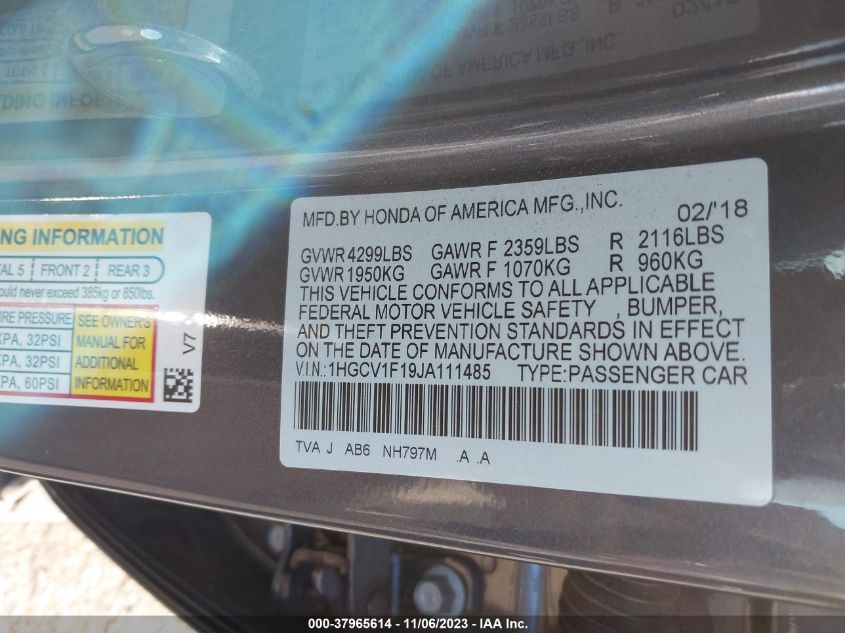 NG INFORMATION
TAL 5 FRONT 2 REAR 3
ould never exceed 385kg or 850lbs.
IRE PRESSURE
KPA, 32PSI
KPA, 32PSI
KPA, 60PSI
SEE OWNER'S
MANUAL FOR
ADDITIONAL
INFORMATION
V7
MFD.BY HONDA OF AMERICA MFG.,INC. 02/'18
GVWR 4299LBS GAWR F 2359LBS R 2116LBS
GVWR 1950KG GAWR F 1070KG R 960KG
THIS VEHICLE CONFORMS TO ALL APPLICABLE
FEDERAL MOTOR VEHICLE SAFETY , BUMPER,
AND THEFT PREVENTION STANDARDS IN EFFECT
ON THE DATE OF MANUFACTURE SHOWN ABOVE.
V.I.N.:1HGCV1F19JA111485 TYPE:PASSENGER CAR
TVA J AB6 NH797M .A .A
000-37965614 - 11/06/2023 - IAA Inc.